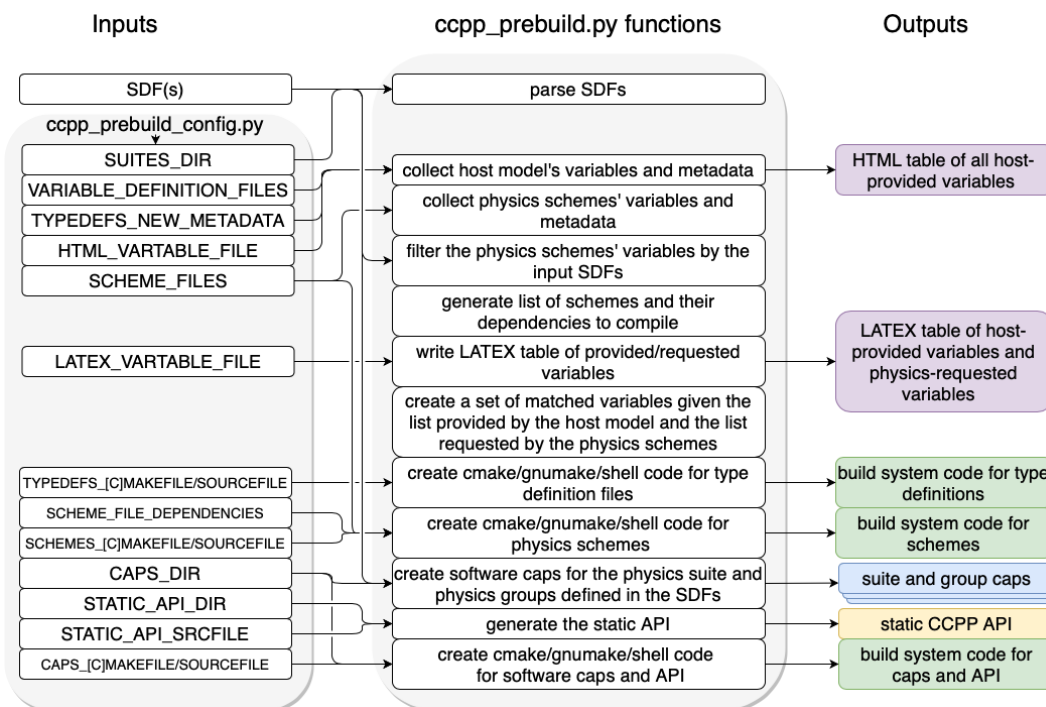 Inputs
ccpp_prebuild.py functions
Outputs
SDF(s)
ccpp_prebuild_config.py
SUITES_DIR
VARIABLE_DEFINITION_FILES
TYPEDEFS_NEW_METADATA
HTML_VARTABLE_FILE
SCHEME_FILES
LATEX_VARTABLE_FILE
TYPEDEFS_[C]MAKEFILE/SOURCEFILE
SCHEME_FILE_DEPENDENCIES
SCHEMES_[C]MAKEFILE/SOURCEFILE
CAPS_DIR
STATIC_API_DIR
STATIC_API_SRCFILE
CAPS_[C]MAKEFILE/SOURCEFILE
parse SDFs
collect host model's variables and metadata
collect physics schemes' variables and
metadata
filter the physics schemes' variables by the
input SDFs
generate list of schemes and their
dependencies to compile
write LATEX table of provided/requested
variables
create a set of matched variables given the
list provided by the host model and the list
requested by the physics schemes
create cmake/gnumake/shell code for type
definition files
create cmake/gnumake/shell code for
physics schemes
create software caps for the physics suite and
physics groups defined in the SDFs
generate the static API
create cmake/gnumake/shell code
for software caps and API
HTML table of all host-
provided variables
LATEX table of host-
provided variables and
physics-requested
variables
build system code for type
definitions
build system code for
schemes
suite and group caps
static CCPP API
build system code for
caps and API